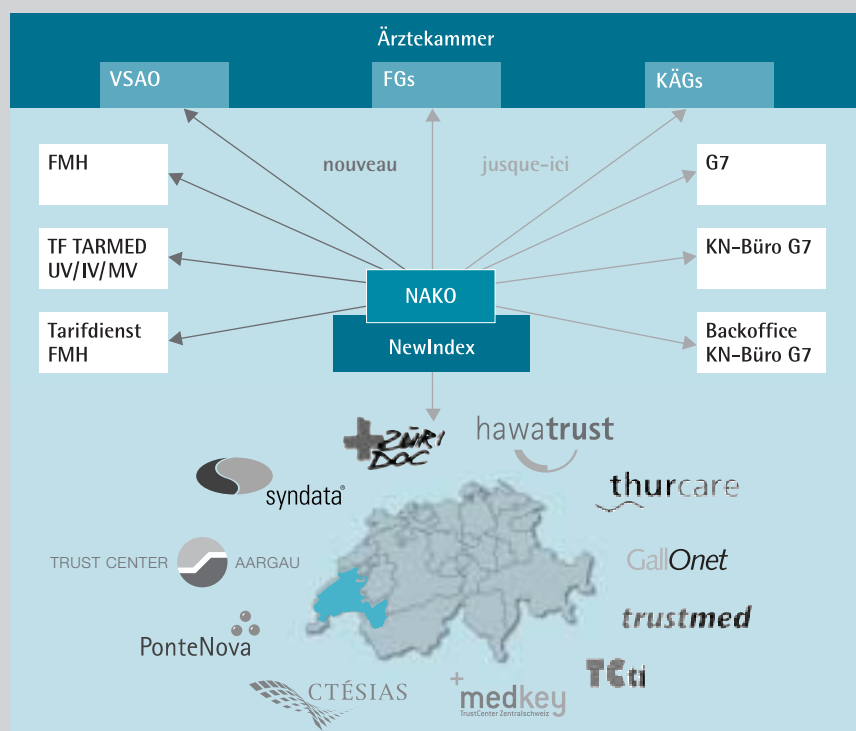 Ärztekammer
VSAO
FGs
KÄGs
FMH
nouveau
jusque-ici
G7
TF TARMED
UV/IV/MV
KN-Büro G7
NAKO
Tarifdienst
FMH
NewIndex
Backoffice
KN-Büro G7
ZÜRI
DOC
hawatrust
syndata®
thurcare
TRUST CENTER AARGAU
GallOnet
trustmed
PonteNova
TCti
CTÉSIAS
medkey
TrustCenter Zentralschweiz